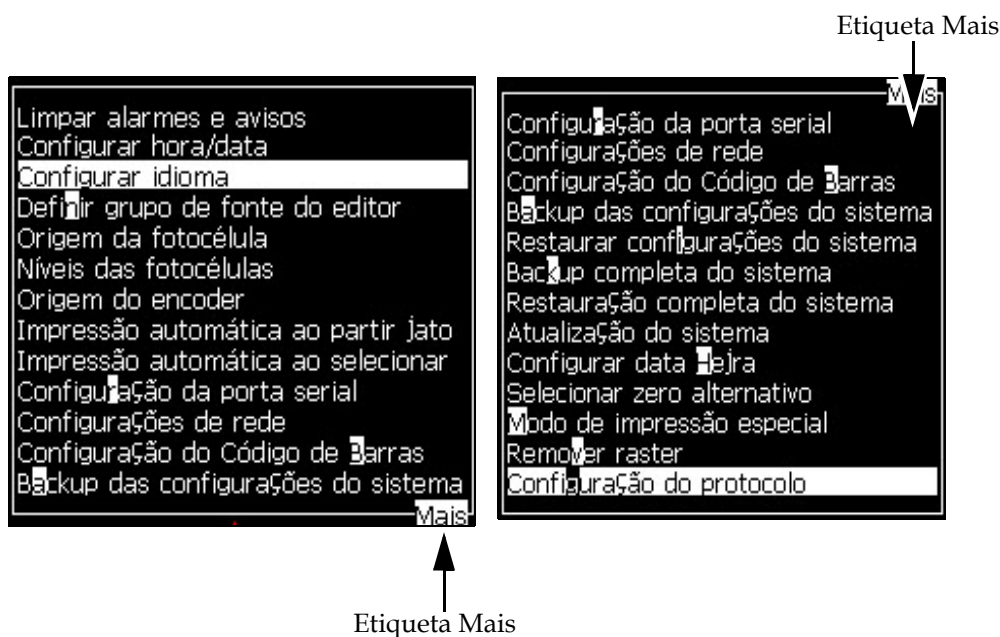 Etiqueta Mais
Limpar alarmes e avisos
Configurar hora/data
Configurar idioma
Definir grupo de fonte do editor
Origem da fotocélula
Níveis das fotocélulas
Origem do encoder
Impressão automática ao partir jato
Impressão automática ao selecionar
Configuração da porta serial
Configurações de rede
Configuração do Código de Barras
Backup das configurações do sistema
Mais
Mais
Configuração da porta serial
Configurações de rede
Configuração do Código de Barras
Backup das configurações do sistema
Restaurar configurações do sistema
Backup completa do sistema
Restauração completa do sistema
Atualização do sistema
Configurar data Hejra
Selecionar zero alternativo
Modo de impressão especial
Remover raster
Configuração do protocolo
Etiqueta Mais